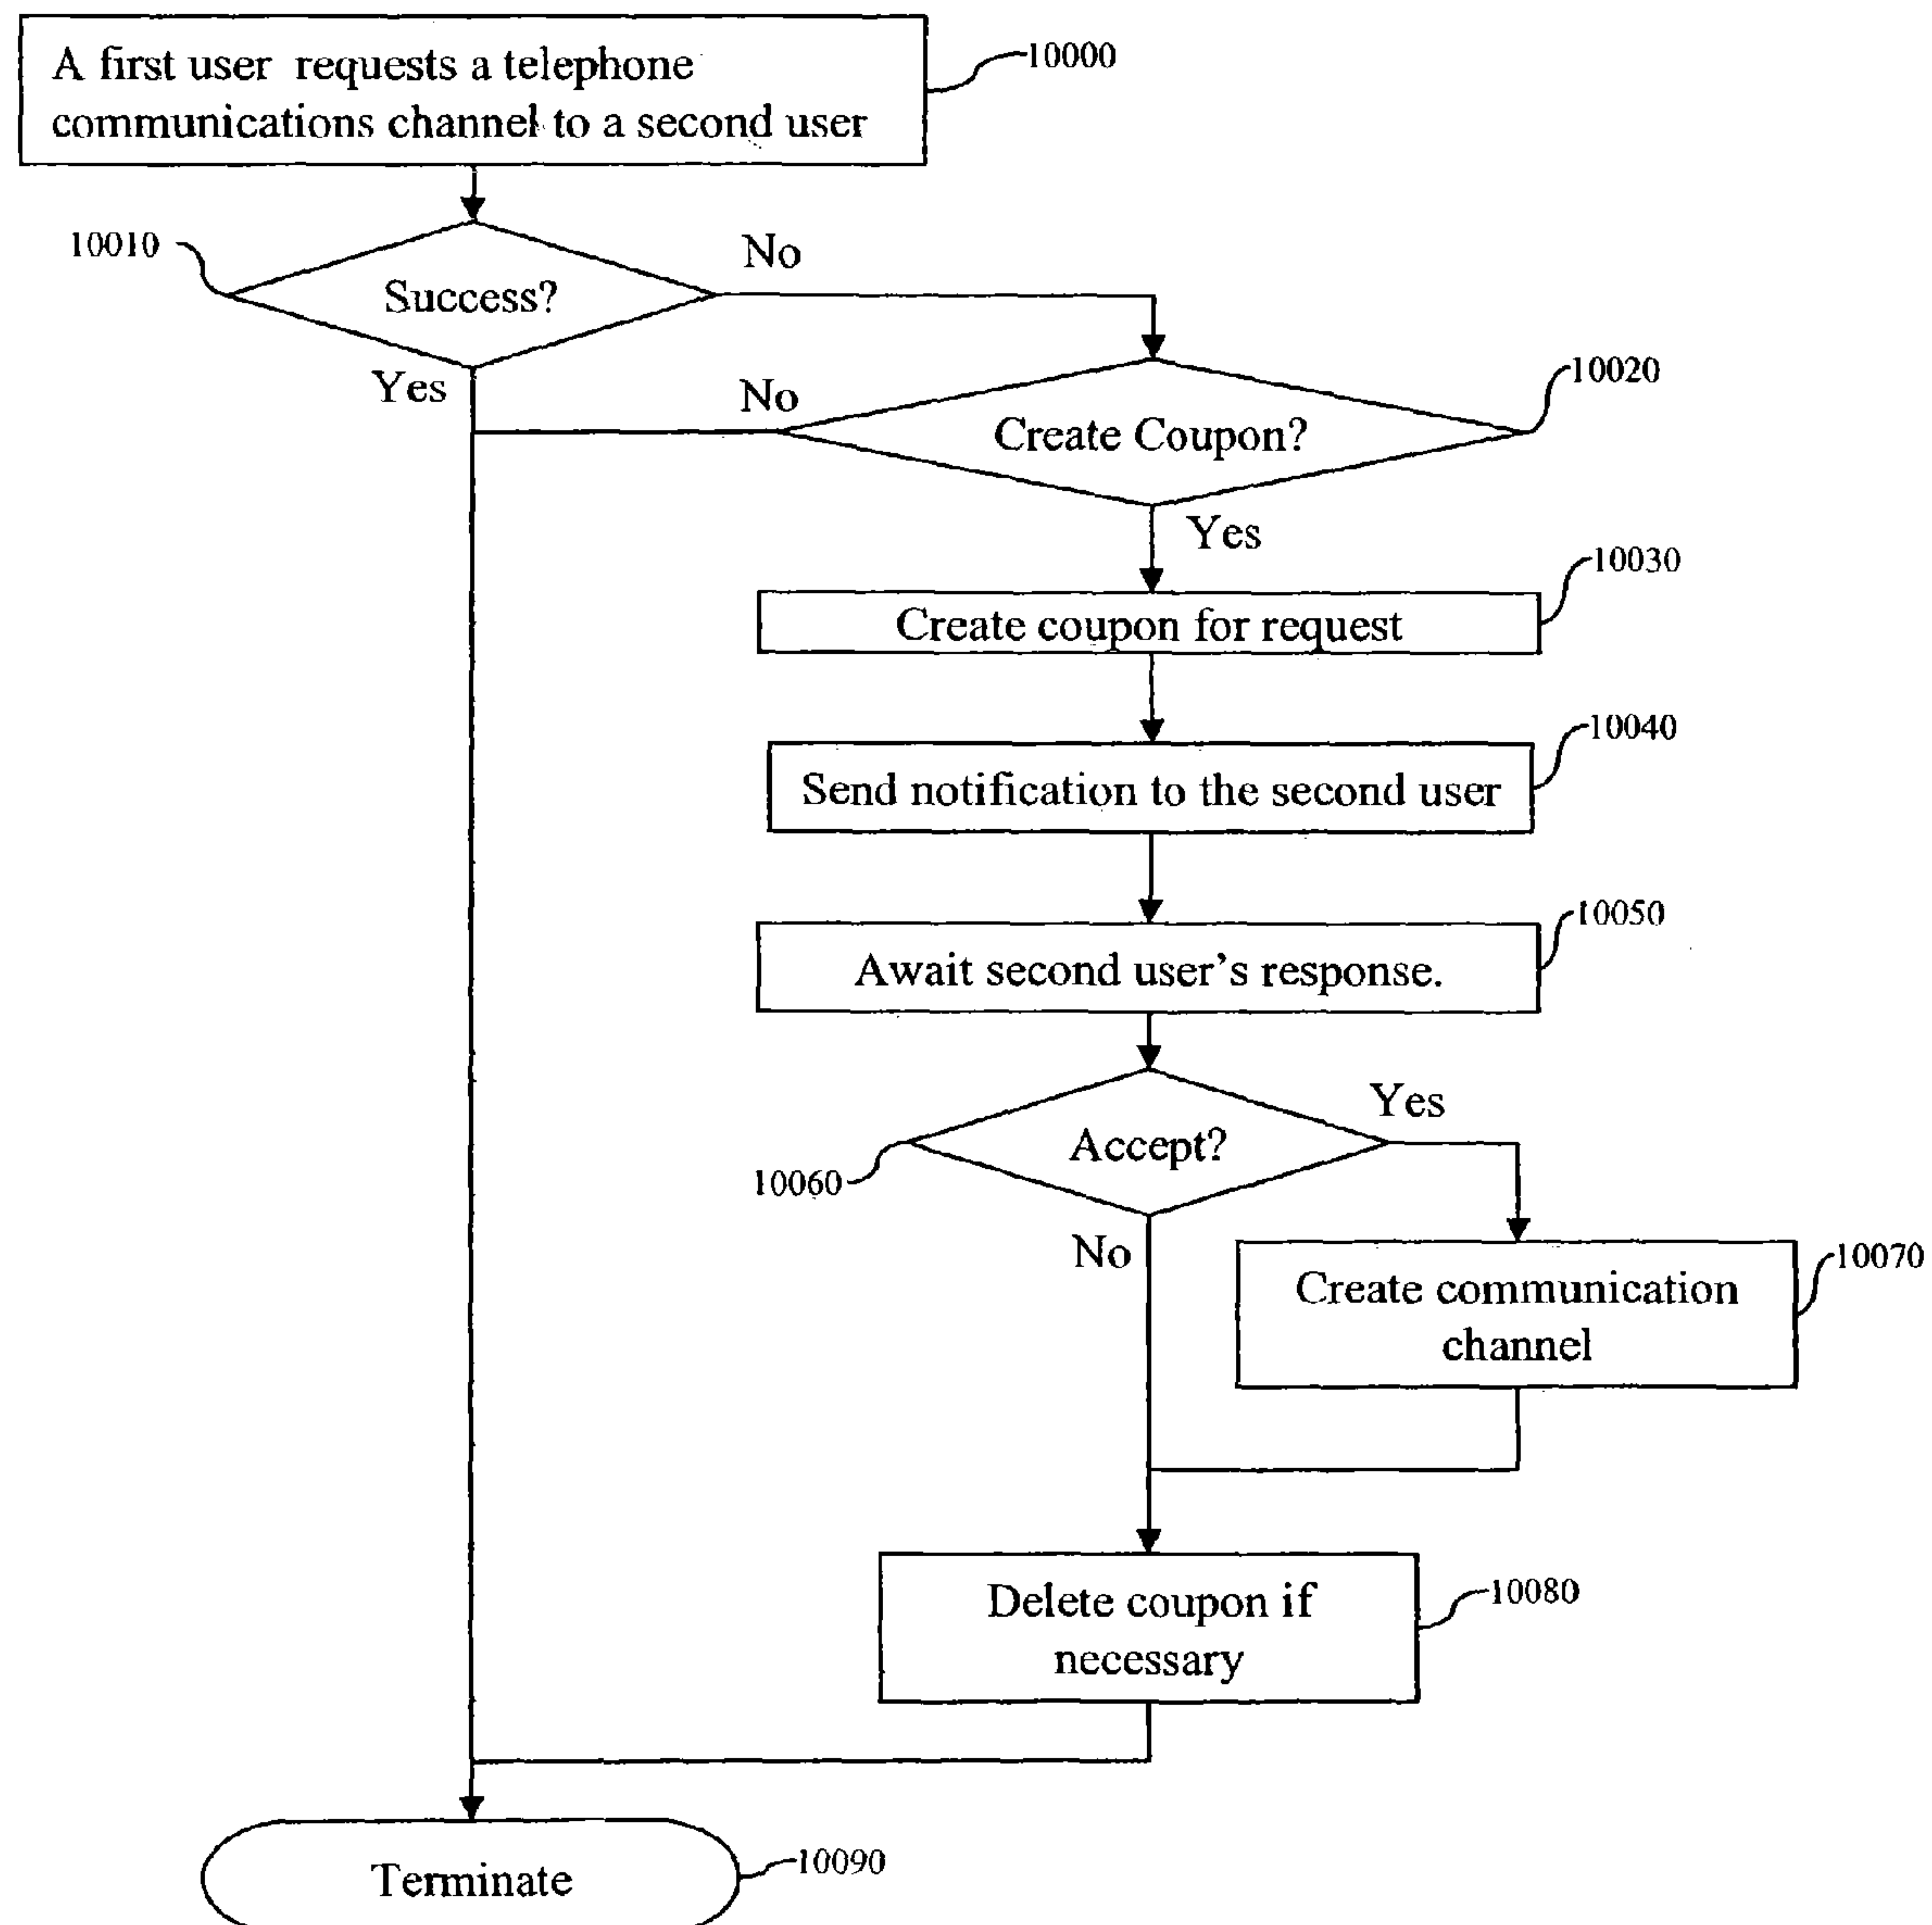 A first user requests a telephone
communications channel to a second user
10000
10010
Success?
No
Yes
No
Create Coupon?
10020
Yes
Create coupon for request
10030
Send notification to the second user
10040
Await second user's response.
10050
Accept?
Yes
10060
No
Create communication
channel
10070
Delete coupon if
necessary
10080
Terminate
10090